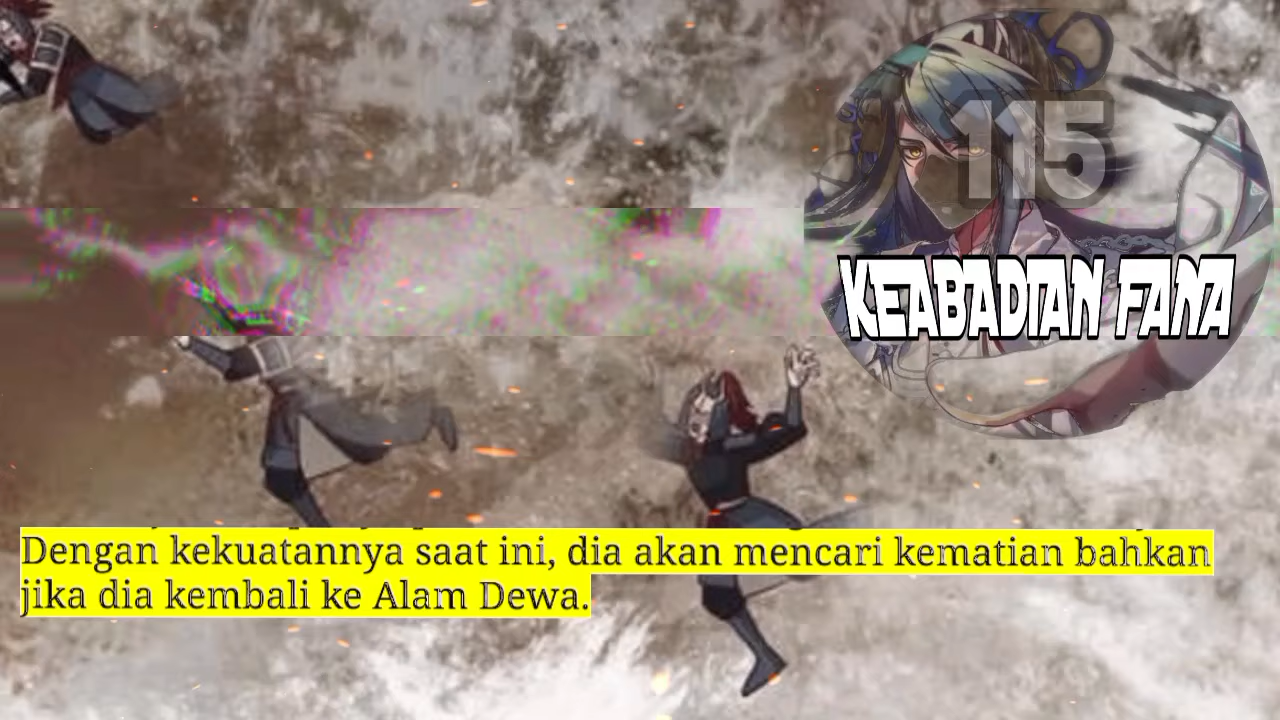 115
KEABADIAN FANA
Dengan kekuatannya saat ini, dia akan mencari kematian bahkan
jika dia kembali ke Alam Dewa.